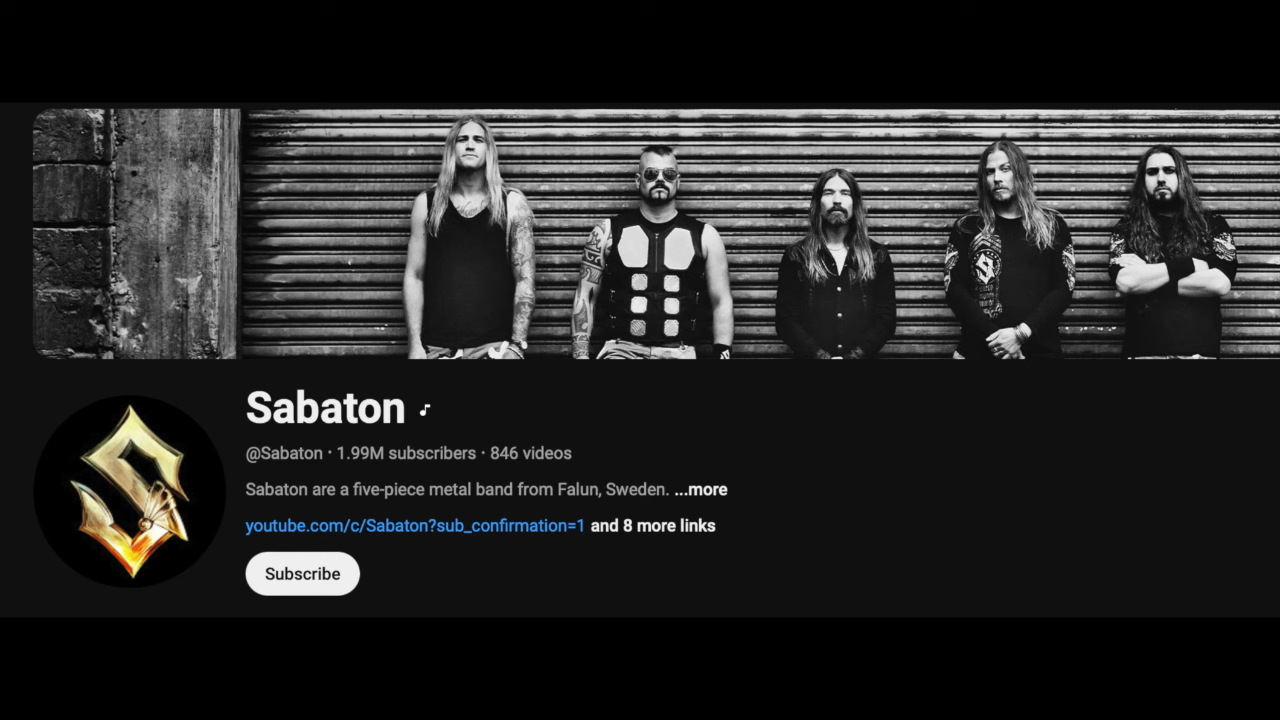 Sabaton
@Sabaton · 1.99M subscribers · 846 videos
Sabaton are a five-piece metal band from Falun, Sweden. ...more
youtube.com/c/Sabaton?sub_confirmation=1 and 8 more links
Subscribe